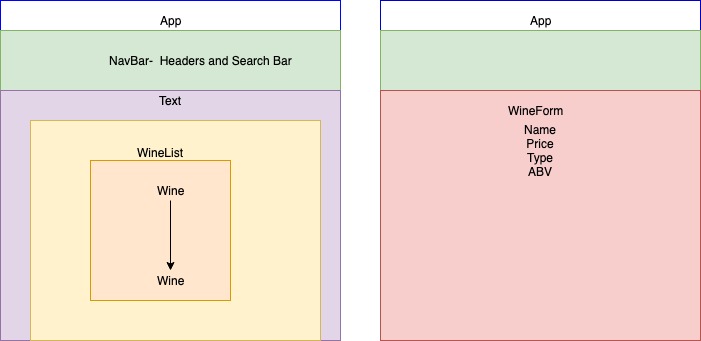 App
NavBar-  Headers and Search Bar
Text
WineList
Wine
Wine
App
WineForm
Name
Price
Type
ABV